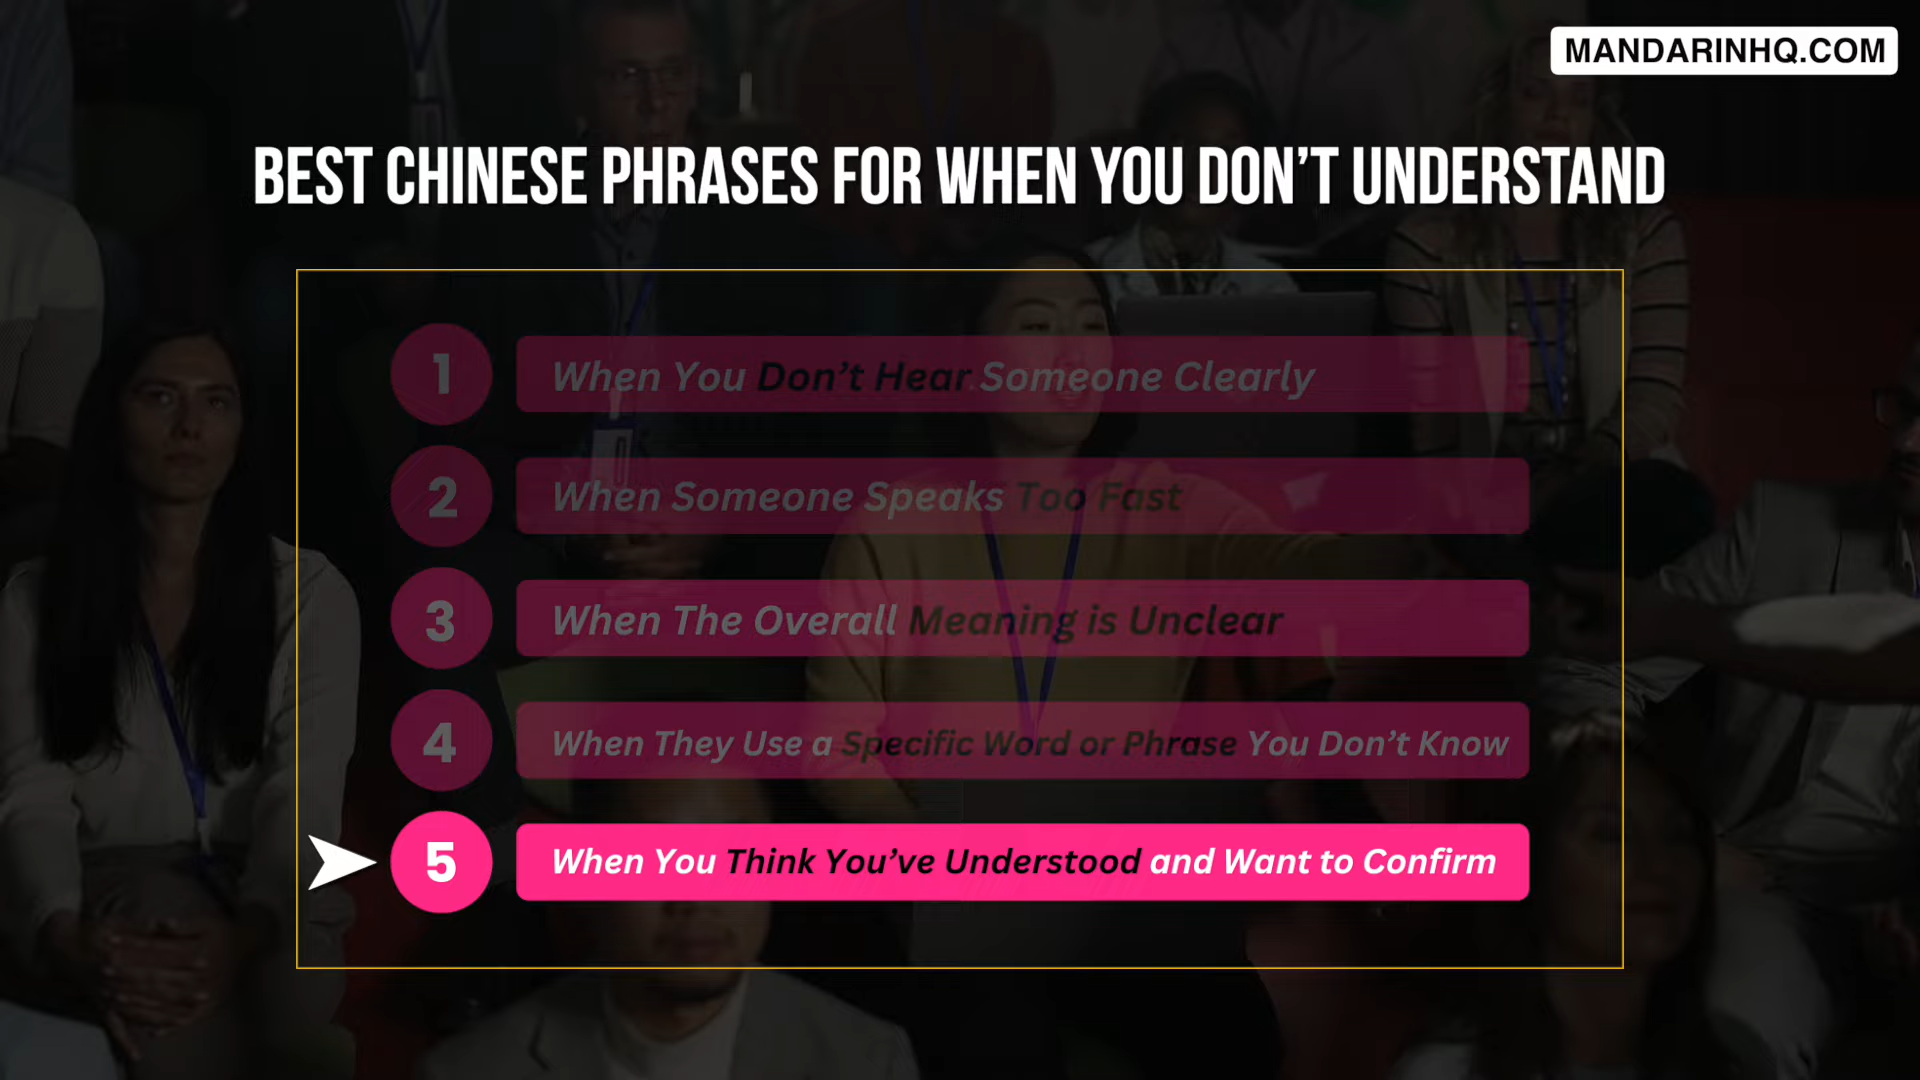 MANDARINHQ.COM
BEST CHINESE PHRASES FOR WHEN YOU DON’T UNDERSTAND
1
When You Don’t Hear Someone Clearly
2
When Someone Speaks Too Fast
3
When The Overall Meaning is Unclear
4
When They Use a Specific Word or Phrase You Don’t Know
5
When You Think You’ve Understood and Want to Confirm